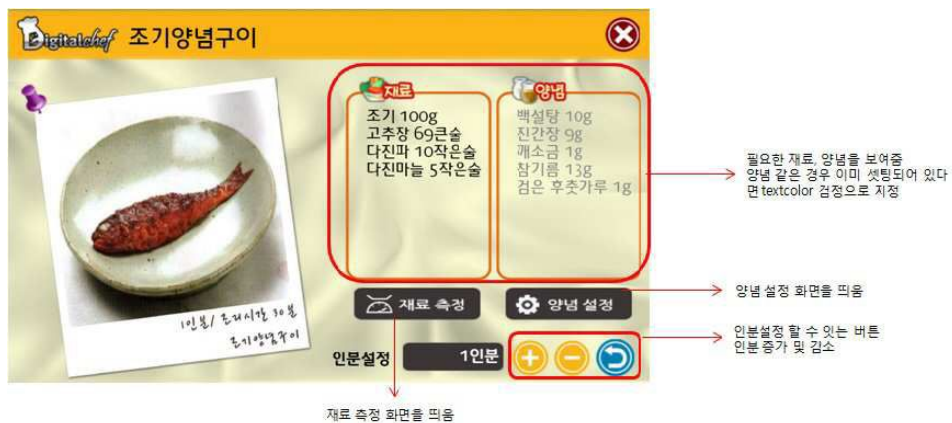 Digitalchef 조기양념구이
재료
조기 100g
고추장 69큰술
다진파 10작은술
다진마늘 5작은술
양념
백설탕 10g
진간장 9g
깨소금 1g
참기름 13g
검은 후춧가루 1g
필요한 재료, 양념을 보여줌
양념 같은 경우 이미 셋팅되어 있다
면 textcolor 검정으로 지정
1인분/ 조리시간 30분
조기양념구이
재료 측정
양념 설정
양념 설정 화면을 띄움
인분설정
1인분
인분설정 할 수 잇는 버튼
인분 증가 및 감소
재료 측정 화면을 띄움